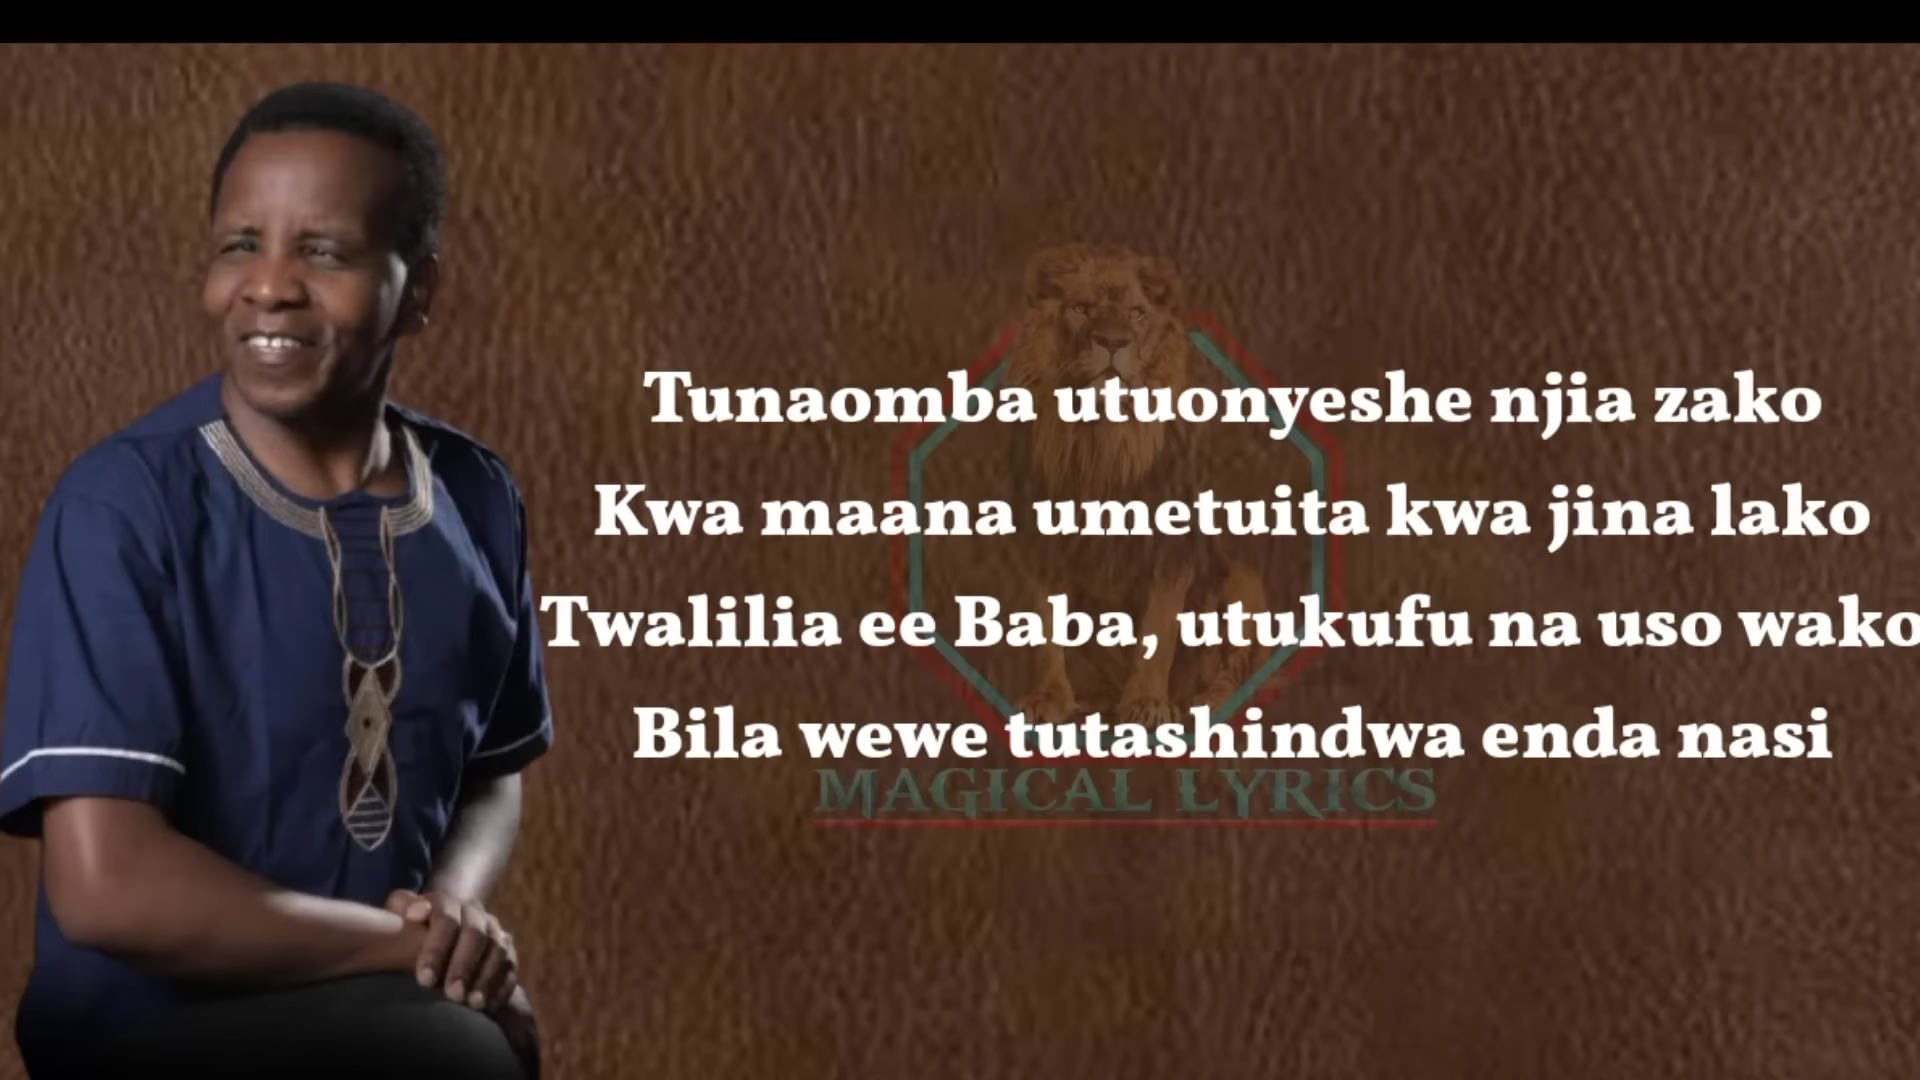 Tunaomba utuonyeshe njia zako
Kwa maana umetuita kwa jina lako
Twalilia ee Baba, utukufu na uso wako
Bila wewe tutashindwa enda nasi
MAGICAL LYRICS